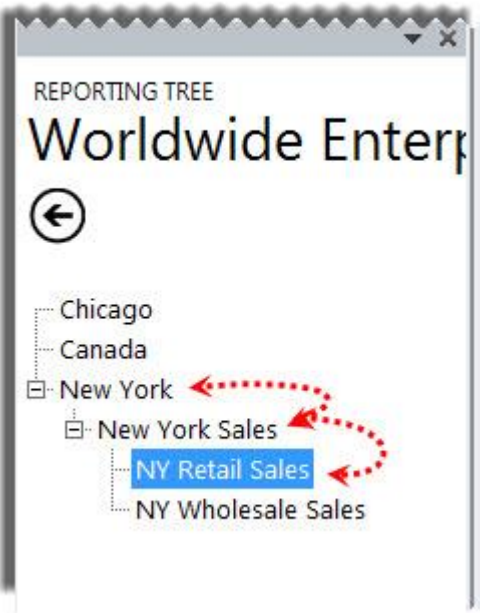 REPORTING TREE
Worldwide Enterp
Chicago
Canada
New York
New York Sales
NY Retail Sales
NY Wholesale Sales